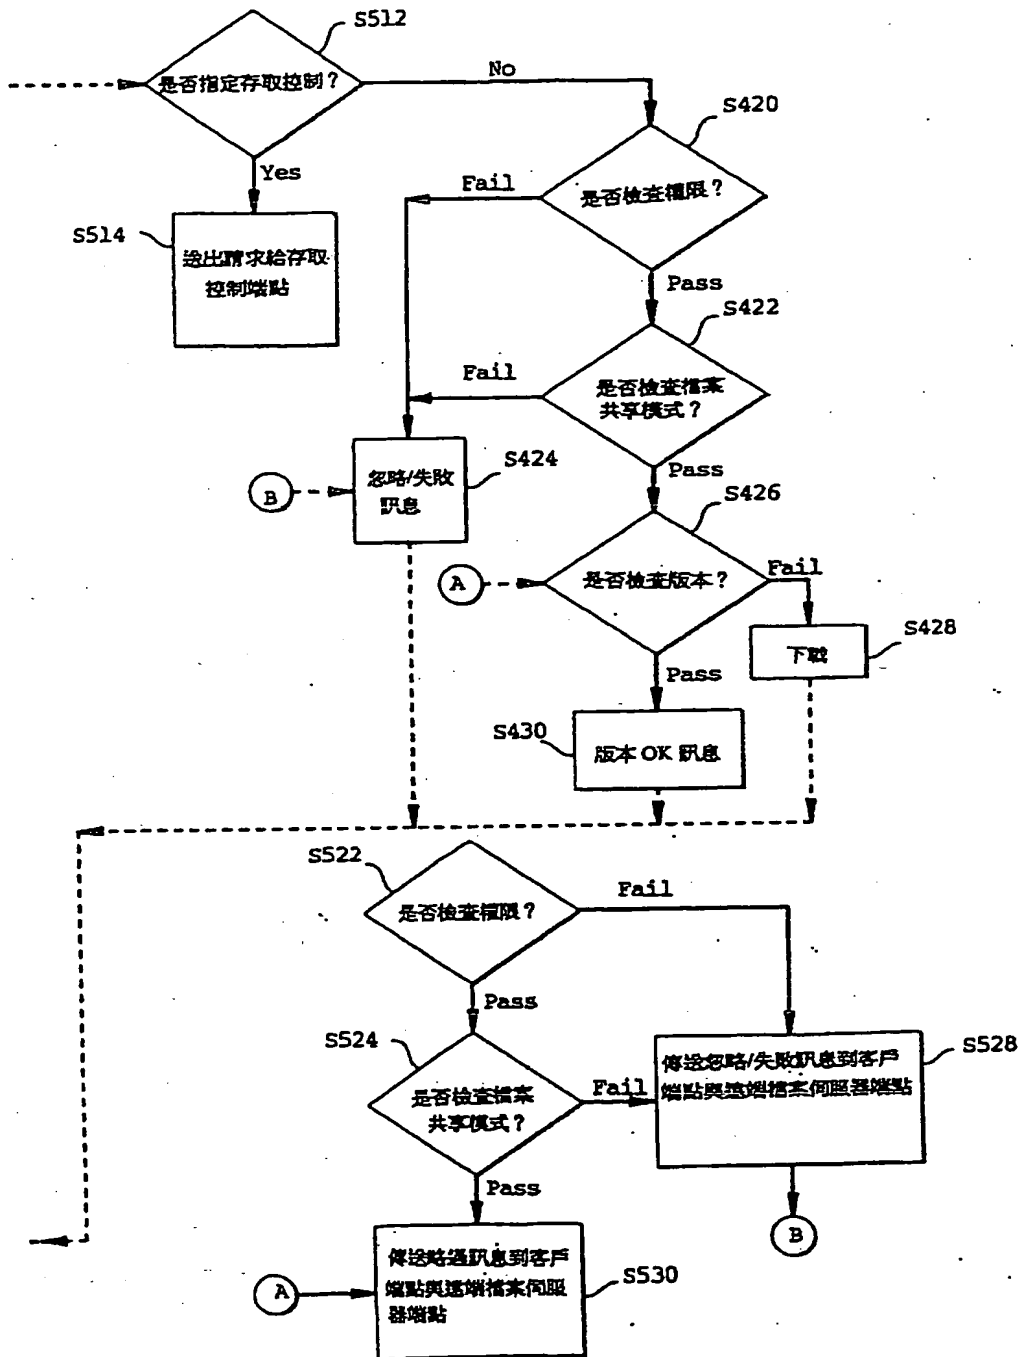 S512
是否指定存取控制？
No
S420
Yes
Fail
是否檢查權限？
S514
送出請求給存取
控制端點
Pass
S422
Fail
是否檢查檔案
共享模式？
Pass
S424
忽略/失敗
訊息
B
S426
A
是否檢查版本？
Fail
S428
下載
Pass
S430
版本 OK 訊息
S522
Fail
是否檢查權限？
Pass
S524
S528
傳送忽略/失敗訊息到客戶
端點與遠端檔案伺服器端點
是否檢查檔案
共享模式？
Fail
Pass
B
傳送略過訊息到客戶
端點與遠端檔案伺服
器端點
S530
A